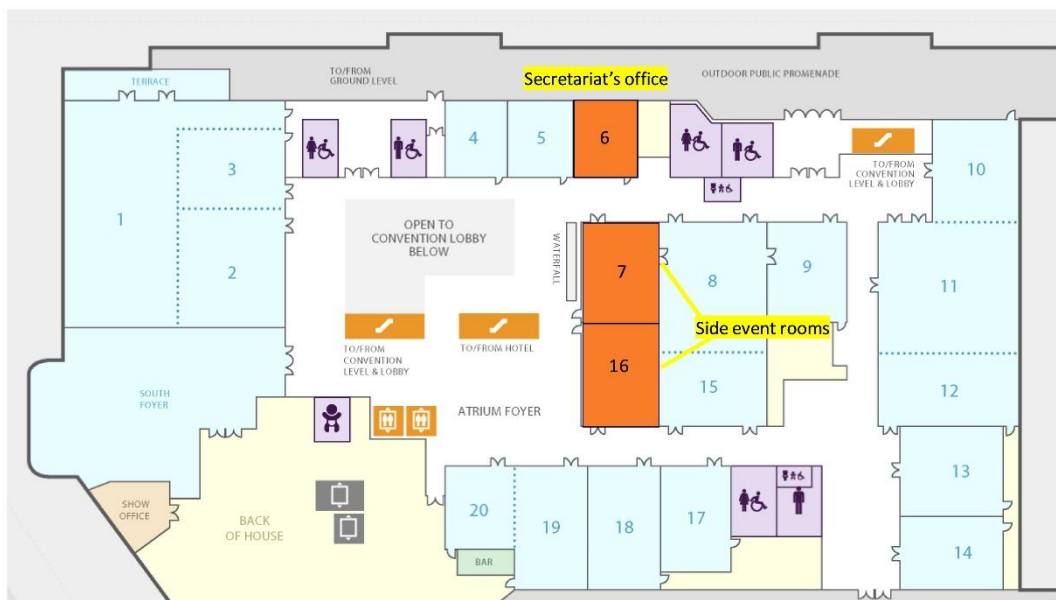 TERRACE
TO/FROM
GROUND LEVEL
Secretariat's office
OUTDOOR PUBLIC PROMENADE
1
2
3
4
5
6
TO/FROM
CONVENTION
LEVEL & LOBBY
10
OPEN TO
CONVENTION LOBBY
BELOW
WATERFALL
7
8
9
11
Side event rooms
TO/FROM
CONVENTION
LEVEL & LOBBY
TO/FROM HOTEL
16
15
12
SOUTH
FOYER
ATRIUM FOYER
13
14
SHOW
OFFICE
BACK
OF HOUSE
20
19
18
17
BAR